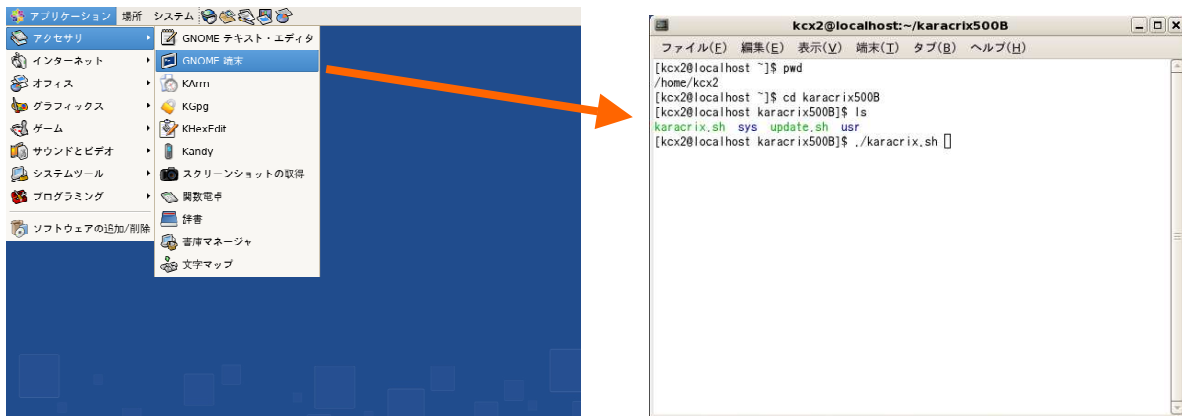 アプリケーション 場所 システム
アクセサリ
インターネット
オフィス
グラフィックス
ゲーム
サウンドとビデオ
システムツール
プログラミング
ソフトウェアの追加/削除
GNOME テキスト・エディタ
GNOME 端末
KArm
KGpg
KHexEdit
Kandy
スクリーンショットの取得
関数電卓
辞書
書庫マネージャ
文字マップ
kcx2@localhost:~/karacrix500B
ファイル(F) 編集(E) 表示(V) 端末(T) タブ(B) ヘルプ(H)
[kcx2@localhost ~]$ pwd
/home/kcx2
[kcx2@localhost ~]$ cd karacrix500B
[kcx2@localhost karacrix500B]$ ls
karacrix.sh sys update.sh usr
[kcx2@localhost karacrix500B]$ ./karacrix.sh